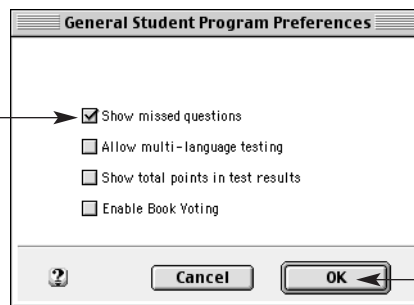 General Student Program Preferences
Show missed questions
Allow multi-language testing
Show total points in test results
Enable Book Voting
?
Cancel
OK